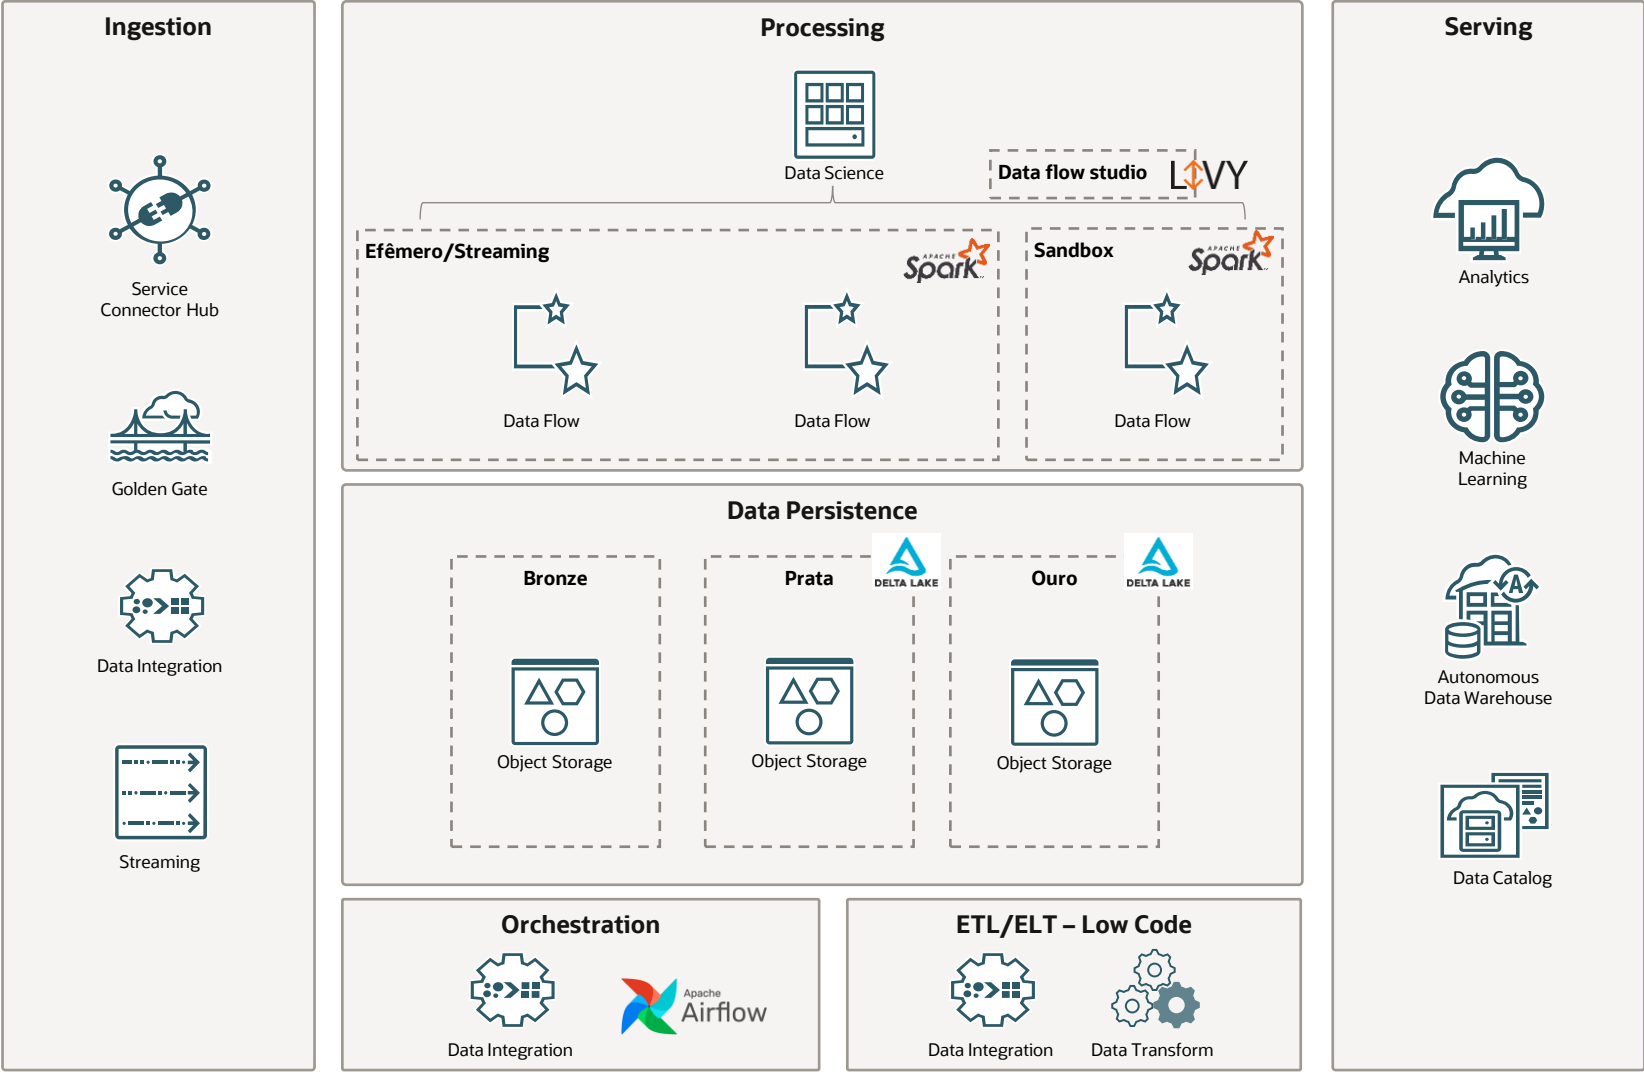 Ingestion
Service
Connector Hub
Golden Gate
Data Integration
Streaming
Processing
Data Science
Data flow studio
LIVY
Efêmero/Streaming
APACHE
Spark
Data Flow
Data Flow
Sandbox
APACHE
Spark
Data Flow
Data Persistence
Bronze
Object Storage
Prata
DELTA LAKE
Object Storage
Ouro
DELTA LAKE
Object Storage
Orchestration
Data Integration
Apache
Airflow
ETL/ELT – Low Code
Data Integration
Data Transform
Serving
Analytics
Machine
Learning
A
Autonomous
Data Warehouse
Data Catalog